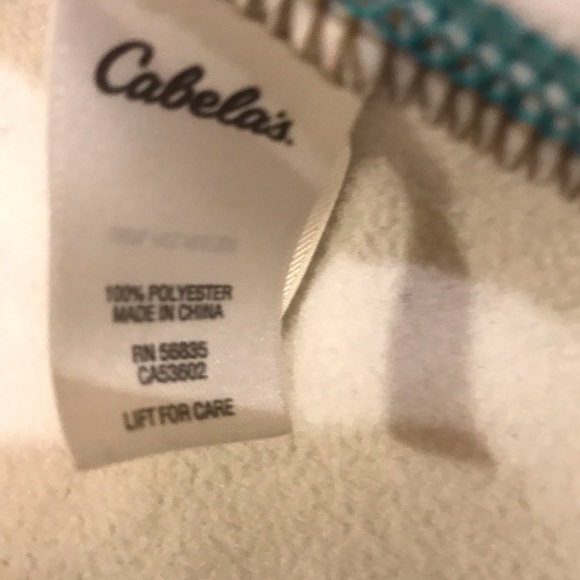 Cabela's.
100% POLYESTER
MADE IN CHINA
RN 56835
CA53602
LIFT FOR CARE